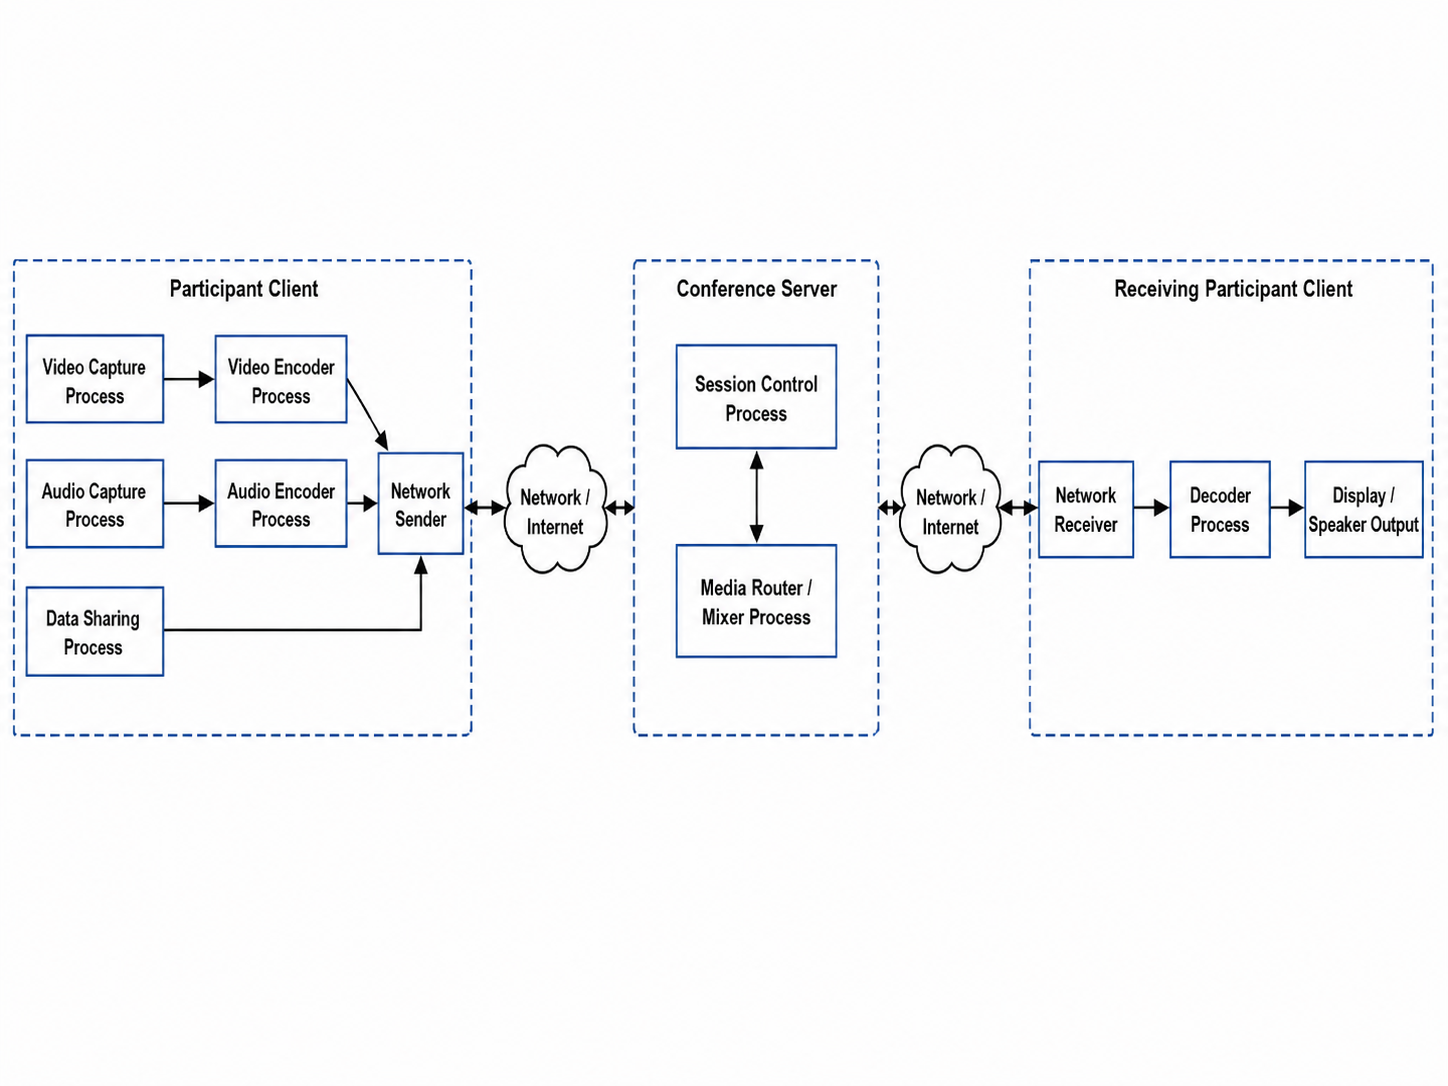 Participant Client
Video Capture
Process
Video Encoder
Process
Audio Capture
Process
Audio Encoder
Process
Network
Sender
Data Sharing
Process
Network /
Internet
Conference Server
Session Control
Process
Media Router /
Mixer Process
Network /
Internet
Receiving Participant Client
Network
Receiver
Decoder
Process
Display /
Speaker Output